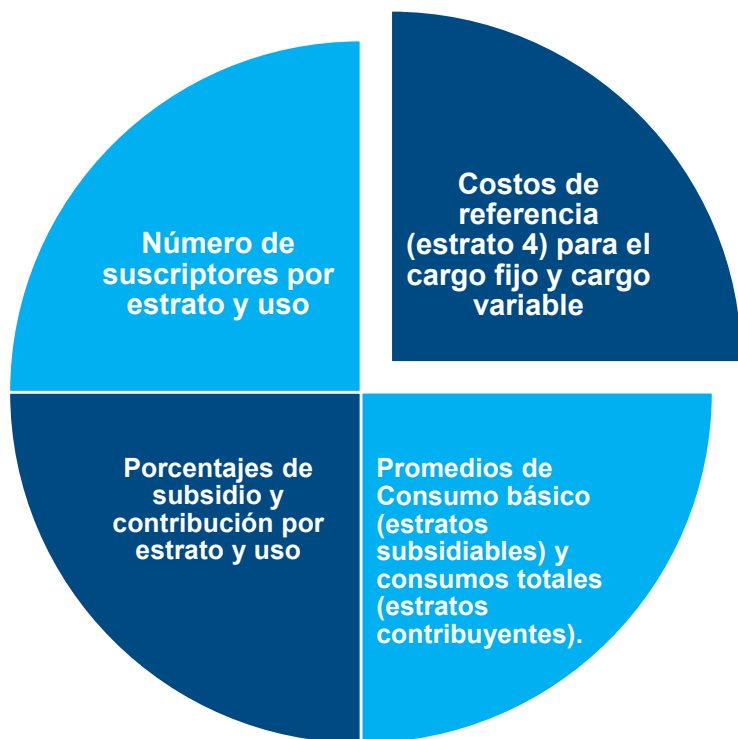 Número de
suscriptores por
estrato y uso
Costos de
referencia
(estrato 4) para el
cargo fijo y cargo
variable
Porcentajes de
subsidio y
contribución por
estrato y uso
Promedios de
Consumo básico
(estratos
subsidiables) y
consumos totales
(estratos
contribuyentes).